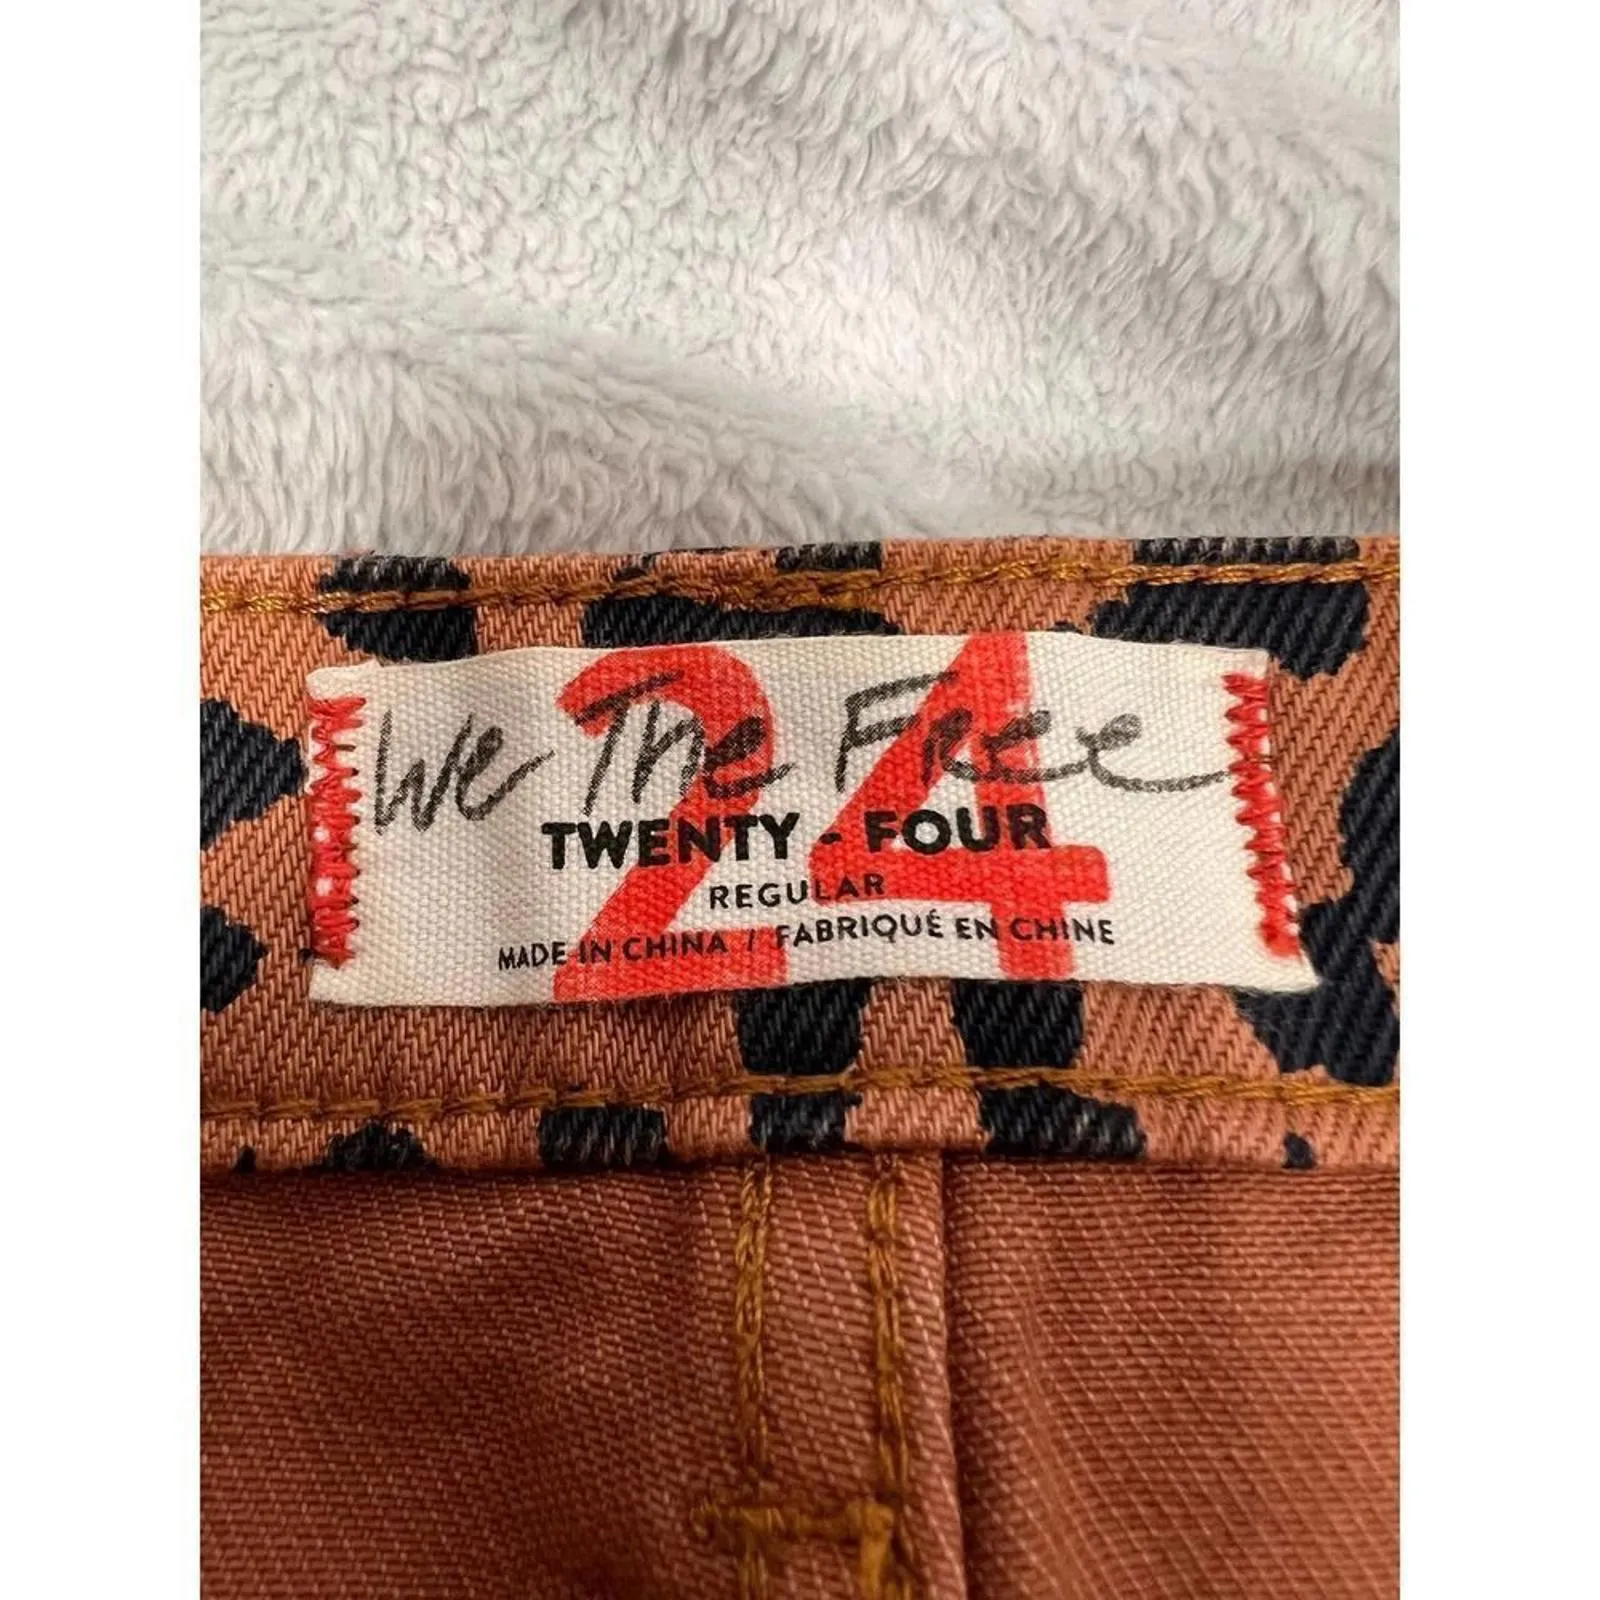 24
We The Free
TWENTY - FOUR
REGULAR
MADE IN CHINA / FABRIQUÉ EN CHINE